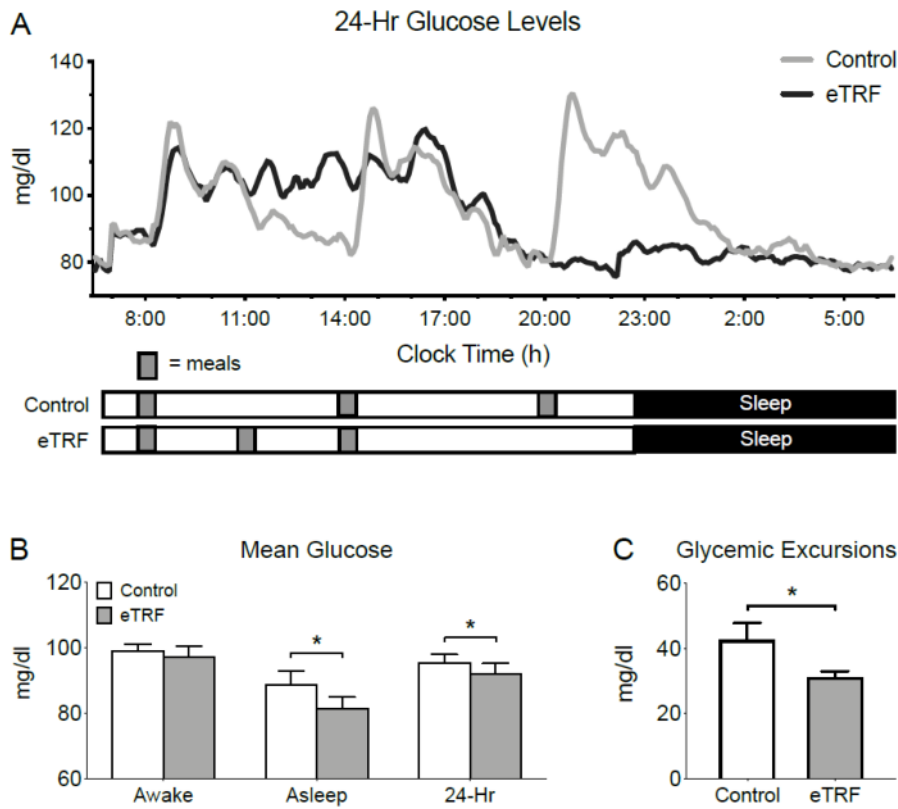 A
24-Hr Glucose Levels
Control
eTRF
140
120
100
80
mg/dl
8:00 11:00 14:00 17:00 20:00 23:00 2:00 5:00
Clock Time (h)
= meals
Control
Sleep
eTRF
Sleep
B
Mean Glucose
120
100
80
60
mg/dl
Control
eTRF
* *
Awake Asleep 24-Hr
C
Glycemic Excursions
60
40
20
0
mg/dl
*
Control eTRF